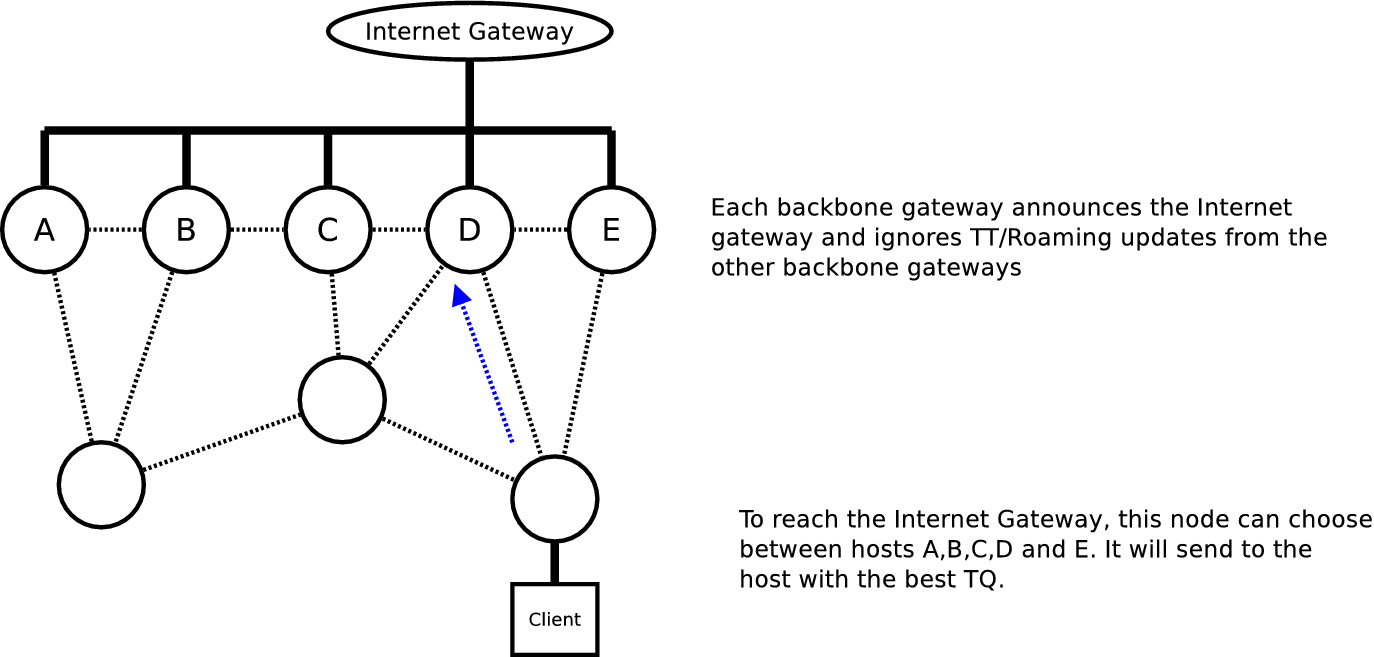 Internet Gateway
A
B
C
D
E
Each backbone gateway announces the Internet
gateway and ignores TT/Roaming updates from the
other backbone gateways
To reach the Internet Gateway, this node can choose
between hosts A,B,C,D and E. It will send to the
host with the best TQ.
Client